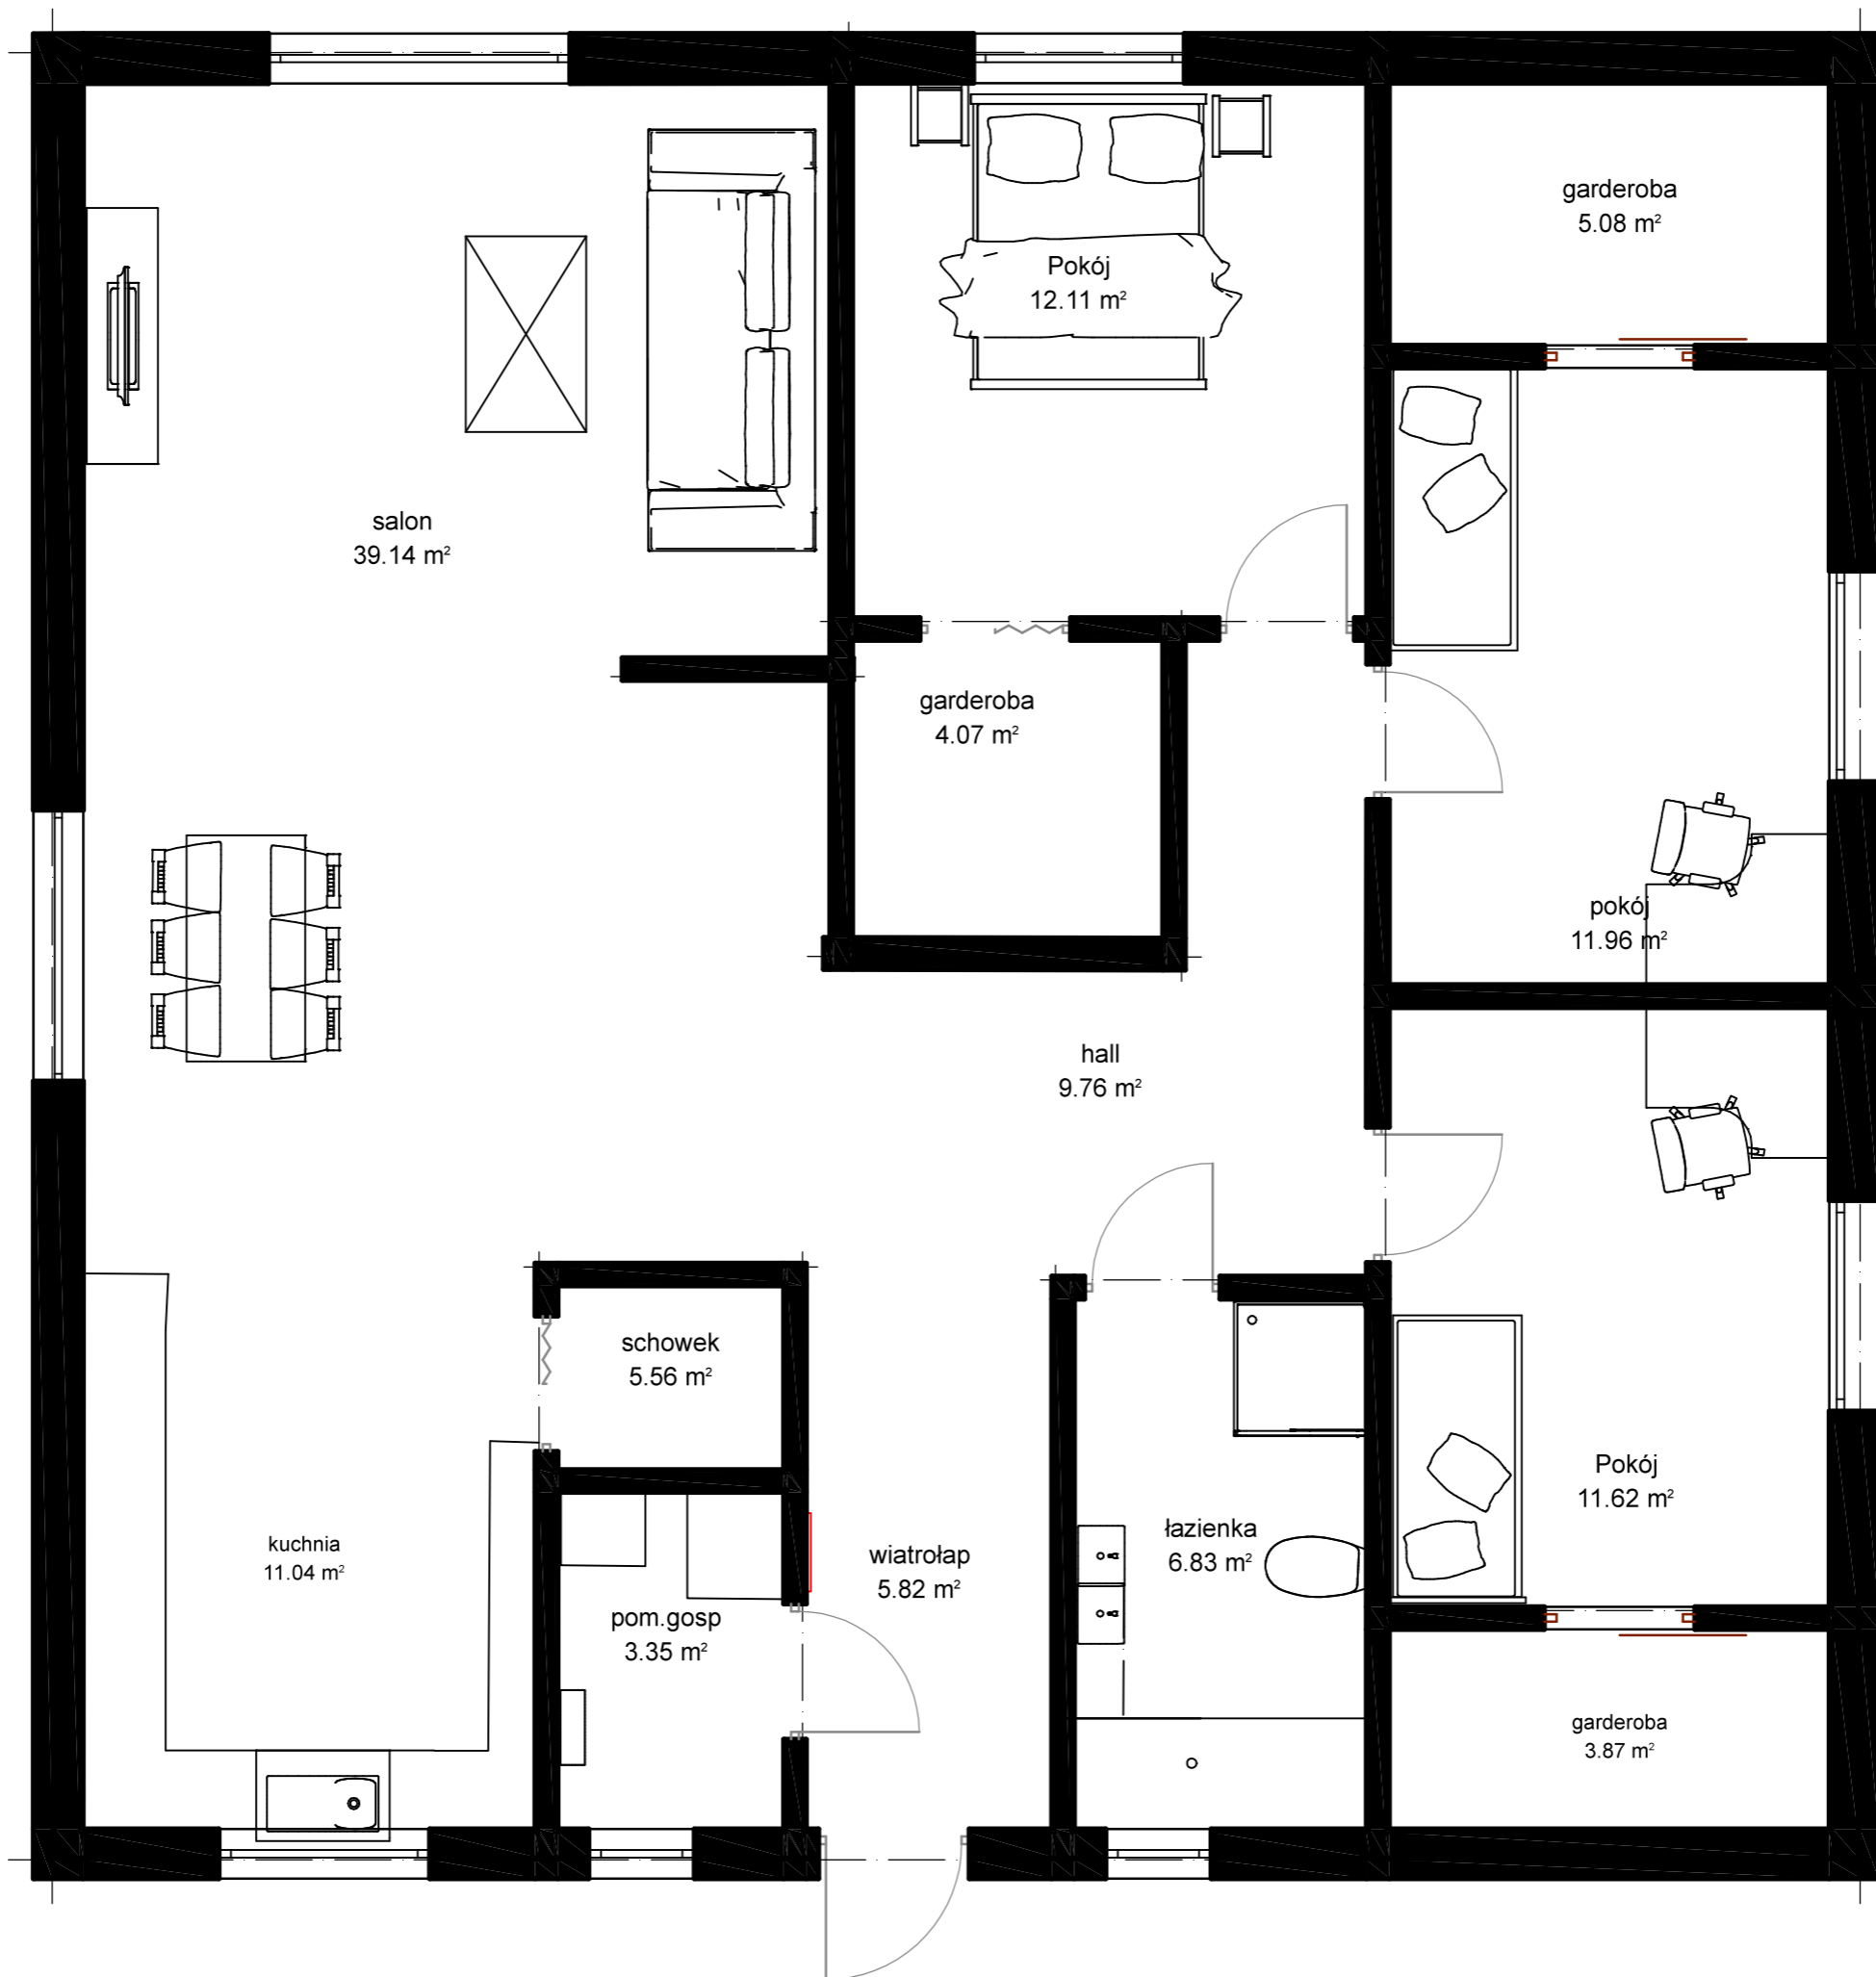 garderoba
5.08 m²
Pokój
12.11 m²
salon
39.14 m²
garderoba
4.07 m²
pokój
11.96 m²
hall
9.76 m²
schowek
5.56 m²
kuchnia
11.04 m²
wiatrołap
5.82 m²
łazienka
6.83 m²
Pokój
11.62 m²
pom.gosp
3.35 m²
garderoba
3.87 m²